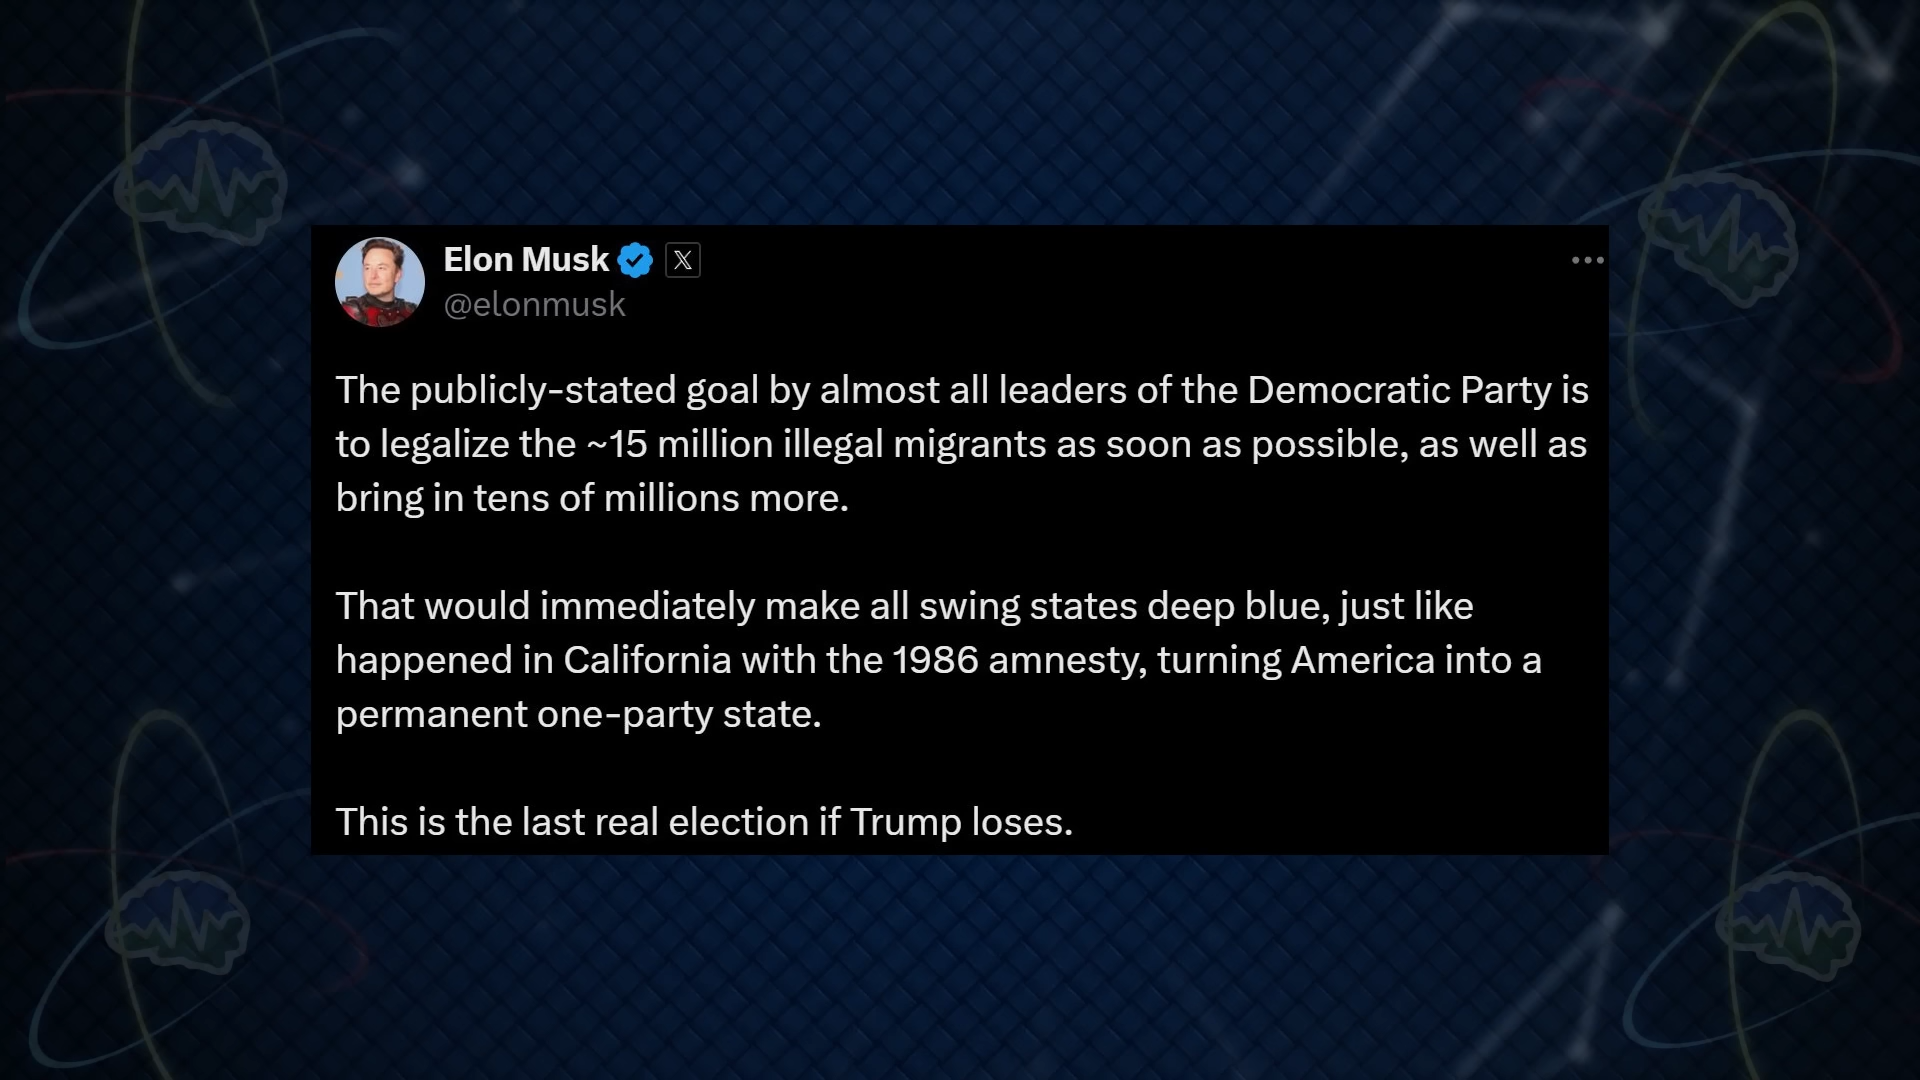 Elon Musk
@elonmusk
The publicly-stated goal by almost all leaders of the Democratic Party is
to legalize the ~15 million illegal migrants as soon as possible, as well as
bring in tens of millions more.
That would immediately make all swing states deep blue, just like
happened in California with the 1986 amnesty, turning America into a
permanent one-party state.
This is the last real election if Trump loses.